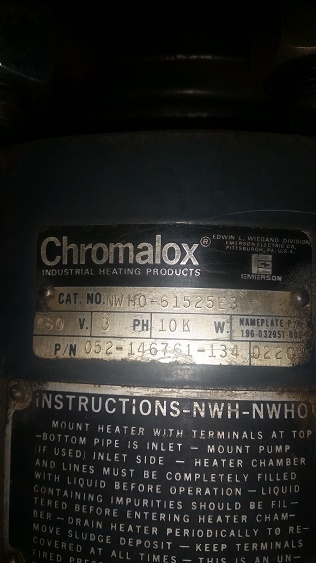 Chromalox®
EDWIN L. WIEGAND DIVISION
EMERSON ELECTRIC CO.
PITTSBURGH, PA. U.S.A.
INDUSTRIAL HEATING PRODUCTS
EMERSON
CAT. NO. NWHO-61525E3
V. 3 PH 10K W. NAMEPLATE
P/N 052-146761-134
INSTRUCTIONS-NWH-NWHO
MOUNT HEATER WITH TERMINALS AT TOP
-BOTTOM PIPE IS INLET - MOUNT PUMP
(IF USED) INLET SIDE - HEATER CHAMBER
AND LINES MUST BE COMPLETELY FILLED
WITH LIQUID BEFORE OPERATION - LIQUID
CONTAINING IMPURITIES SHOULD BE FIL-
TERED BEFORE ENTERING HEATER CHAM-
BER - DRAIN HEATER PERIODICALLY TO RE-
MOVE SLUDGE DEPOSIT - KEEP TERMINALS
COVERED AT ALL TIMES - THIS IS AN UN-
FIRED